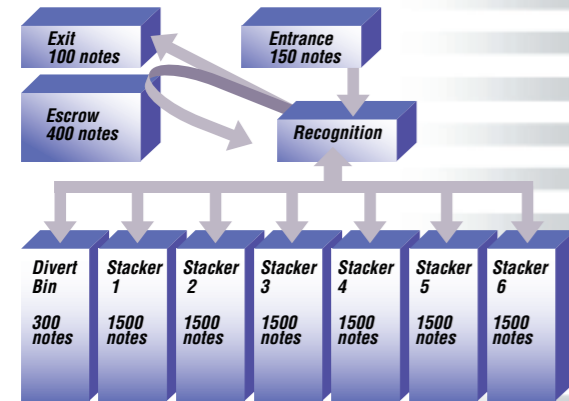 Exit
100 notes
Entrance
150 notes
Escrow
400 notes
Recognition
Divert
Bin
300
notes
Stacker
1
1500
notes
Stacker
2
1500
notes
Stacker
3
1500
notes
Stacker
4
1500
notes
Stacker
5
1500
notes
Stacker
6
1500
notes